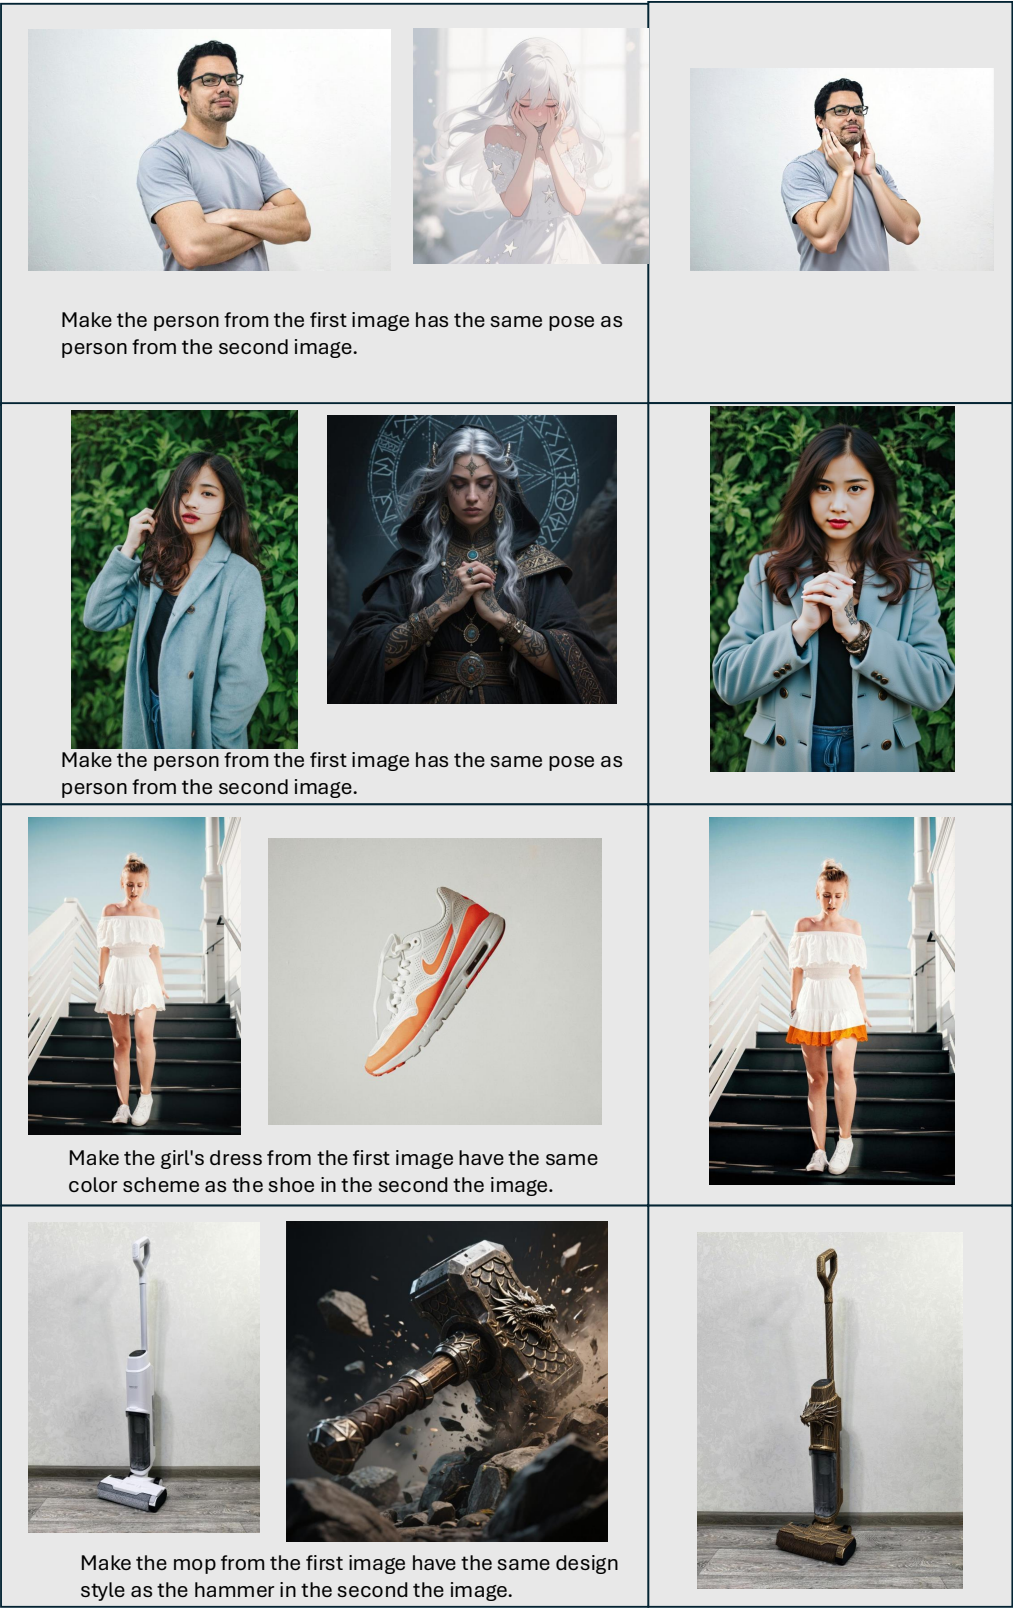 Make the person from the first image has the same pose as
person from the second image.
Make the person from the first image has the same pose as
person from the second image.
Make the girl's dress from the first image have the same
color scheme as the shoe in the second the image.
Make the mop from the first image have the same design
style as the hammer in the second the image.